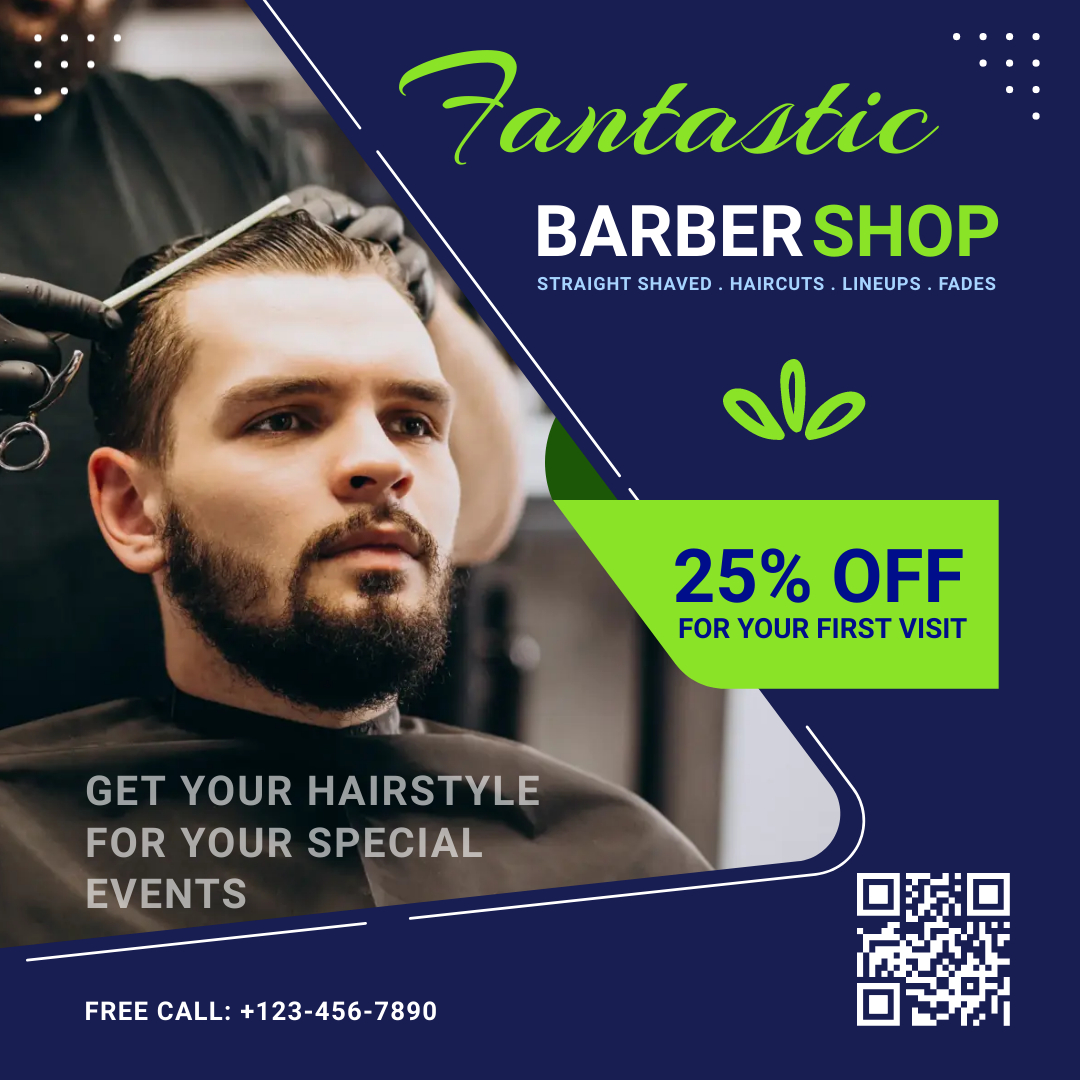 Fantastic
BARBER SHOP
STRAIGHT SHAVED . HAIRCUTS . LINEUPS . FADES
25% OFF
FOR YOUR FIRST VISIT
GET YOUR HAIRSTYLE
FOR YOUR SPECIAL
EVENTS
FREE CALL: +123-456-7890